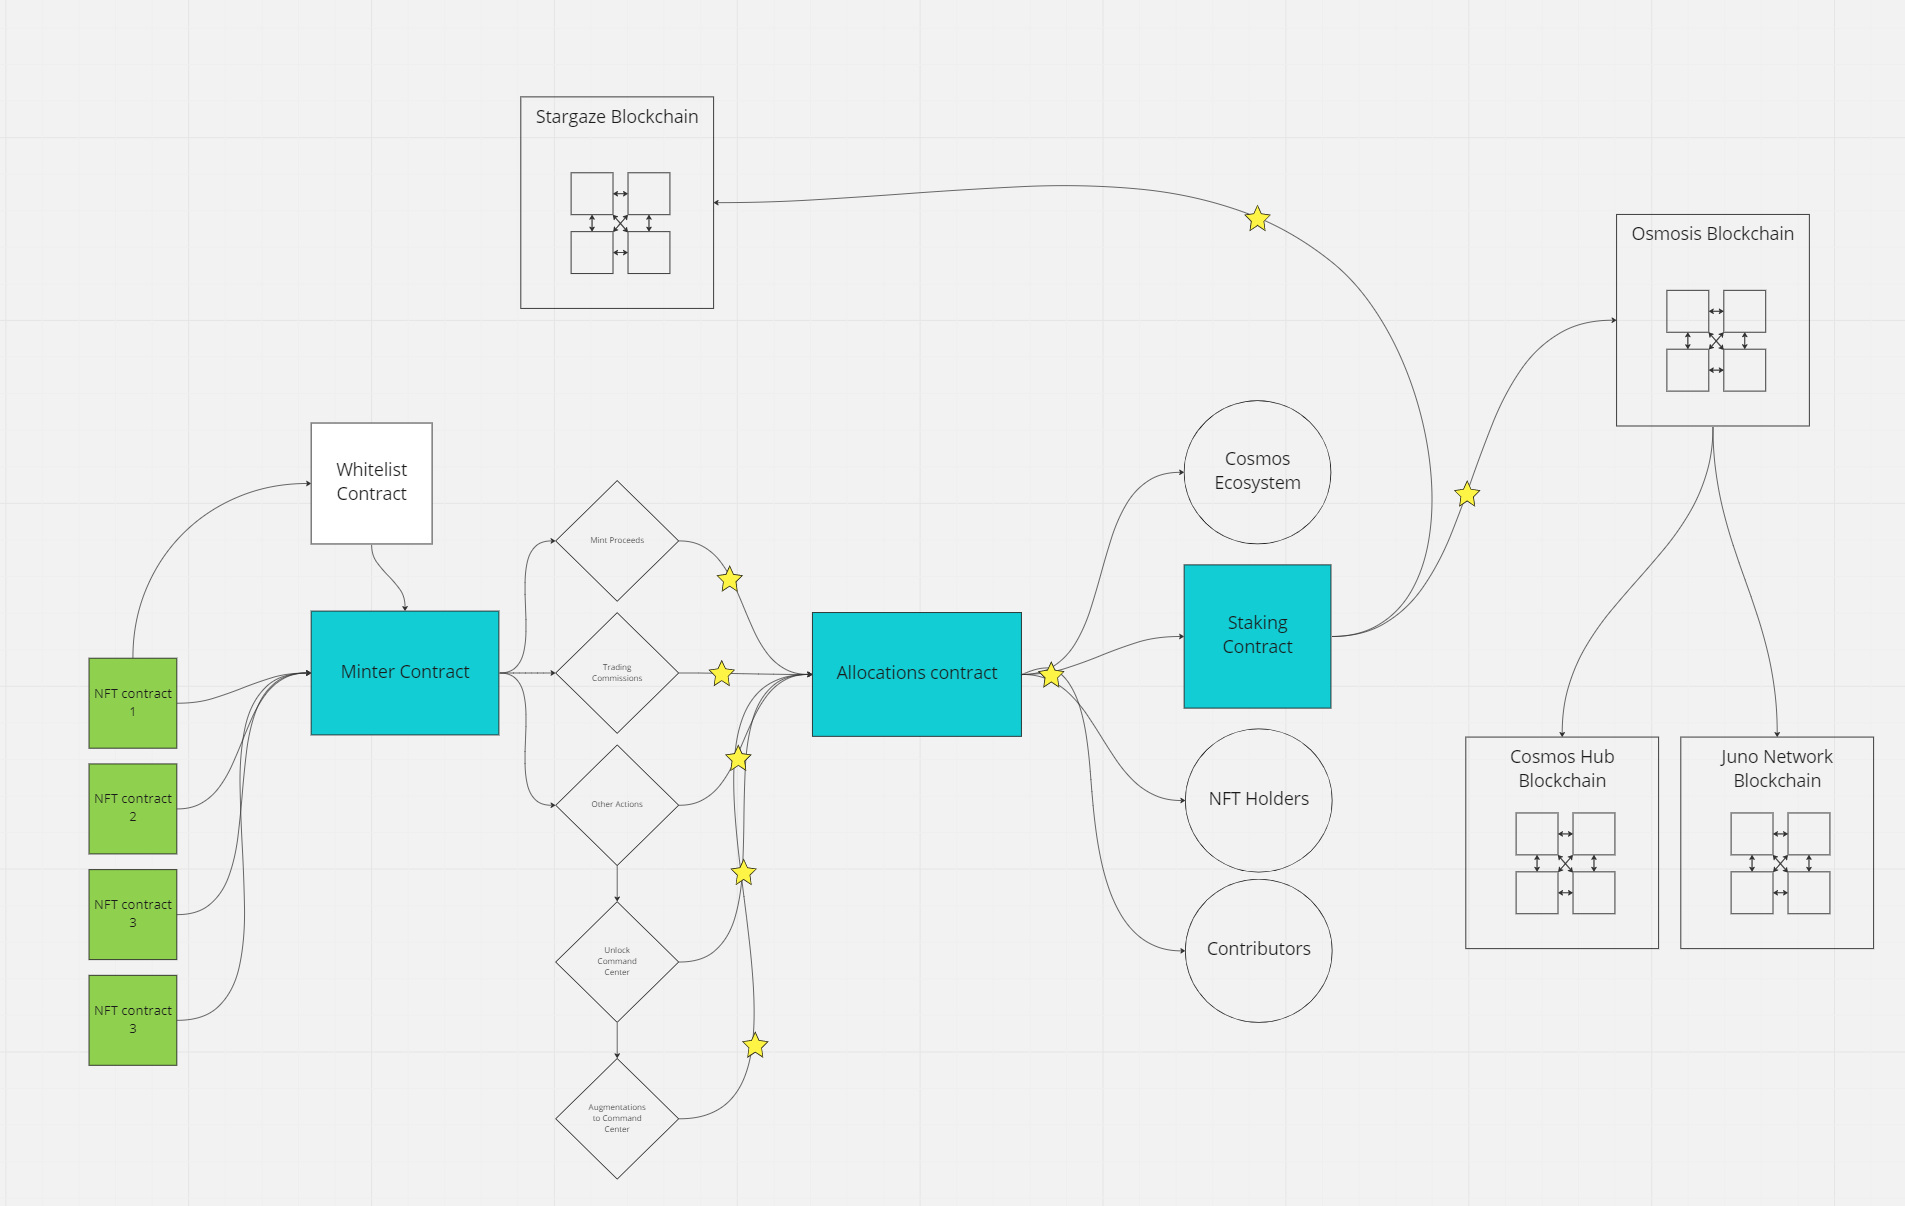 Stargaze Blockchain
Osmosis Blockchain
Whitelist
Contract
Cosmos
Ecosystem
Mint Proceeds
Staking
Contract
Minter Contract
Trading
Commissions
Allocations contract
NFT contract
1
NFT contract
2
NFT contract
3
NFT contract
3
Other Actions
NFT Holders
Cosmos Hub
Blockchain
Juno Network
Blockchain
Unlock
Command
Center
Contributors
Augmentations
to Command
Center